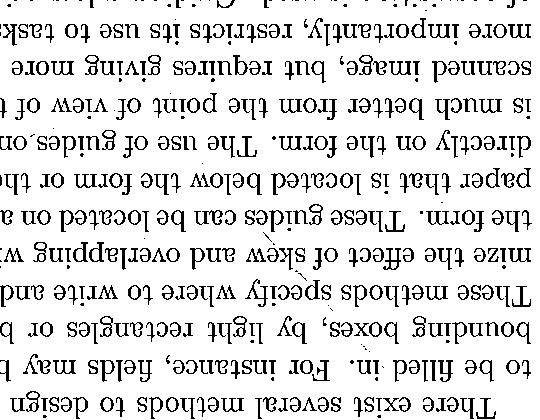 There exist several methods to design
to be filled in. For instance, fields may b
bounding boxes, by light rectangles or b
These methods specify where to write and
mize the effect of skew and overlapping wi
the form. These guides can be located on a
paper that is located below the form or the
directly on the form. The use of guides on
is much better from the point of view of t
scanned image, but requires giving more
more importantly, restricts its use to tasks